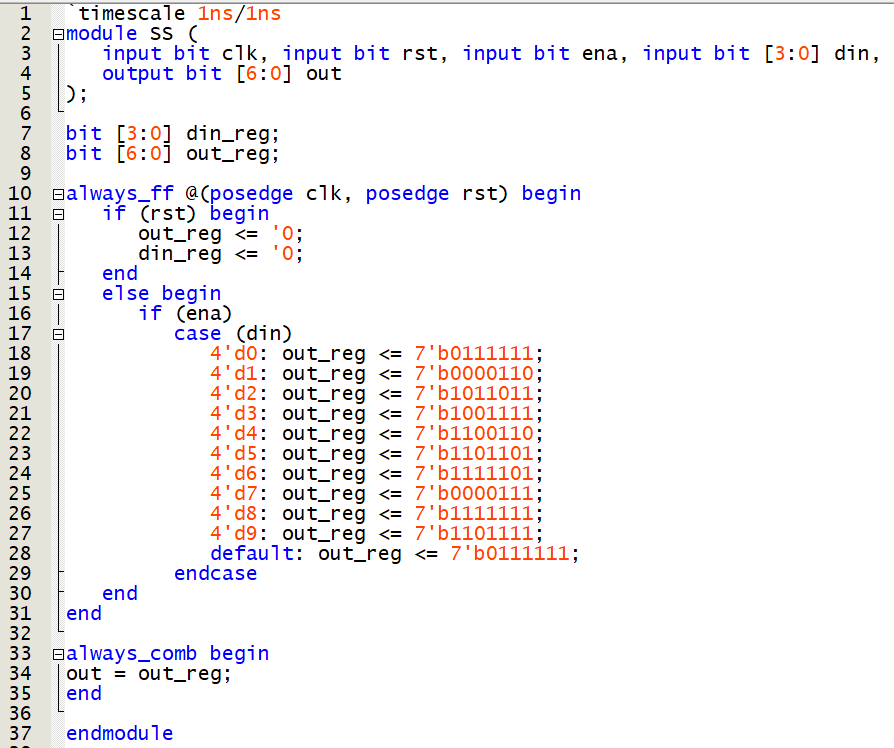 1 `timescale 1ns/1ns
2 module SS (
3 input bit clk, input bit rst, input bit ena, input bit [3:0] din,
4 output bit [6:0] out
5 );
6
7 bit [3:0] din_reg;
8 bit [6:0] out_reg;
9
10 always_ff @(posedge clk, posedge rst) begin
11 if (rst) begin
12 out_reg <= '0;
13 din_reg <= '0;
14 end
15 else begin
16 if (ena)
17 case (din)
18 4'd0: out_reg <= 7'b0111111;
19 4'd1: out_reg <= 7'b0000110;
20 4'd2: out_reg <= 7'b1011011;
21 4'd3: out_reg <= 7'b1001111;
22 4'd4: out_reg <= 7'b1100110;
23 4'd5: out_reg <= 7'b1101101;
24 4'd6: out_reg <= 7'b1111101;
25 4'd7: out_reg <= 7'b0000111;
26 4'd8: out_reg <= 7'b1111111;
27 4'd9: out_reg <= 7'b1101111;
28 default: out_reg <= 7'b0111111;
29 endcase
30 end
31 end
32
33 always_comb begin
34 out = out_reg;
35 end
36
37 endmodule